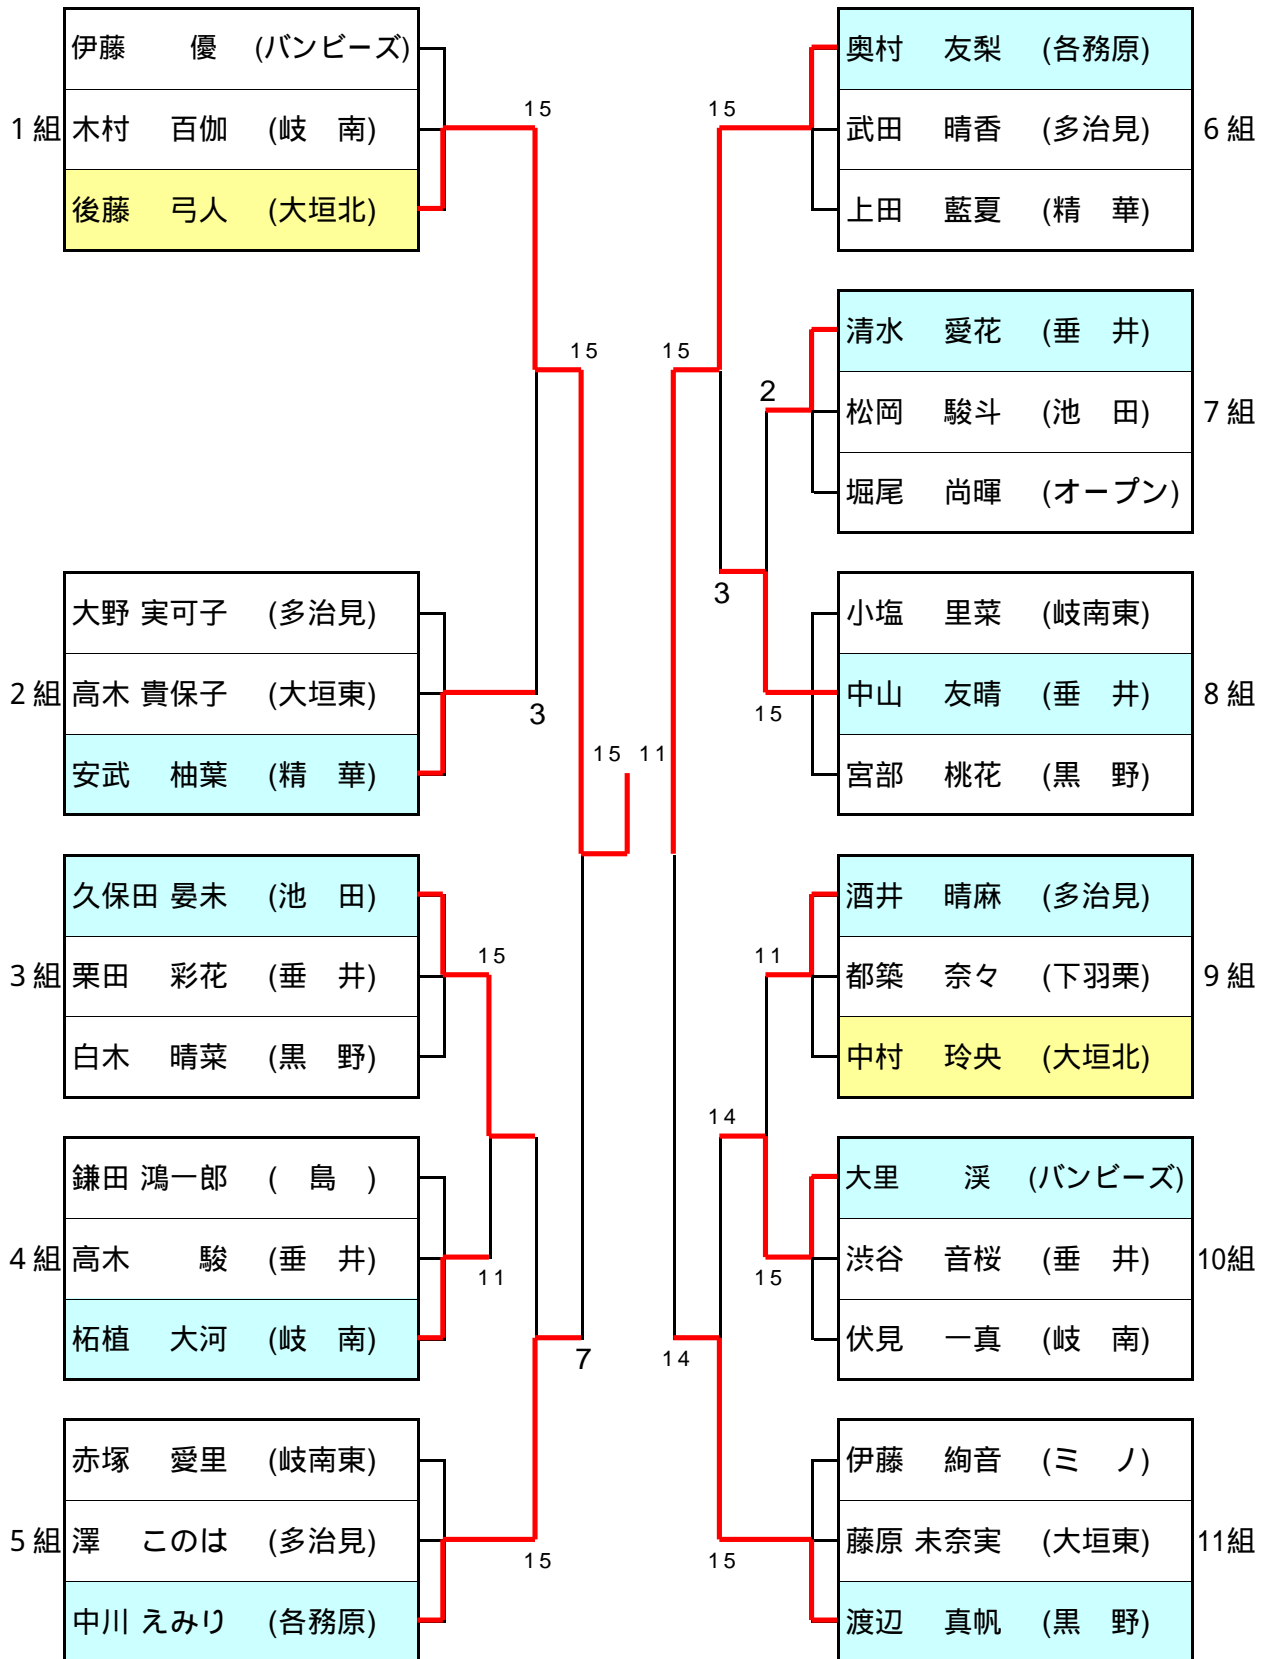 伊藤 優 (バンビーズ)
1組 木村 百伽 (岐 南)
後藤 弓人 (大垣北)
大野 実可子 (多治見)
2組 高木 貴保子 (大垣東)
安武 柚葉 (精 華)
久保田 晏未 (池 田)
3組 栗田 彩花 (垂 井)
白木 晴菜 (黒 野)
鎌田 鴻一郎 ( 島 )
4組 高木 駿 (垂 井)
柘植 大河 (岐 南)
赤塚 愛里 (岐南東)
5組 澤 このは (多治見)
中川 えみり (各務原)
15
15
3
15
11
7
15
15 11
15
15
2
3
15
11
14
15
14
15
奥村 友梨 (各務原)
武田 晴香 (多治見) 6組
上田 藍夏 (精 華)
清水 愛花 (垂 井)
松岡 駿斗 (池 田) 7組
堀尾 尚暉 (オープン)
小塩 里菜 (岐南東)
中山 友晴 (垂 井) 8組
宮部 桃花 (黒 野)
酒井 晴麻 (多治見)
都築 奈々 (下羽栗) 9組
中村 玲央 (大垣北)
大里 渓 (バンビーズ)
渋谷 音桜 (垂 井) 10組
伏見 一真 (岐 南)
伊藤 絢音 (ミ ノ)
藤原 未奈実 (大垣東) 11組
渡辺 真帆 (黒 野)